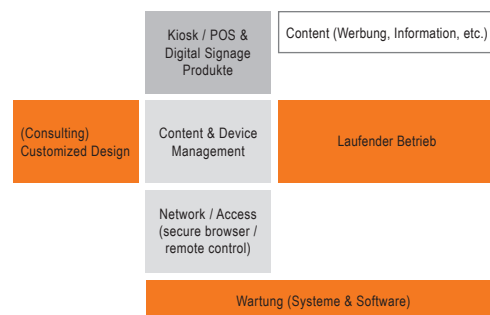 Kiosk / POS &
Digital Signage
Produkte
Content (Werbung, Information, etc.)
(Consulting)
Customized Design
Content & Device
Management
Laufender Betrieb
Network / Access
(secure browser /
remote control)
Wartung (Systeme & Software)